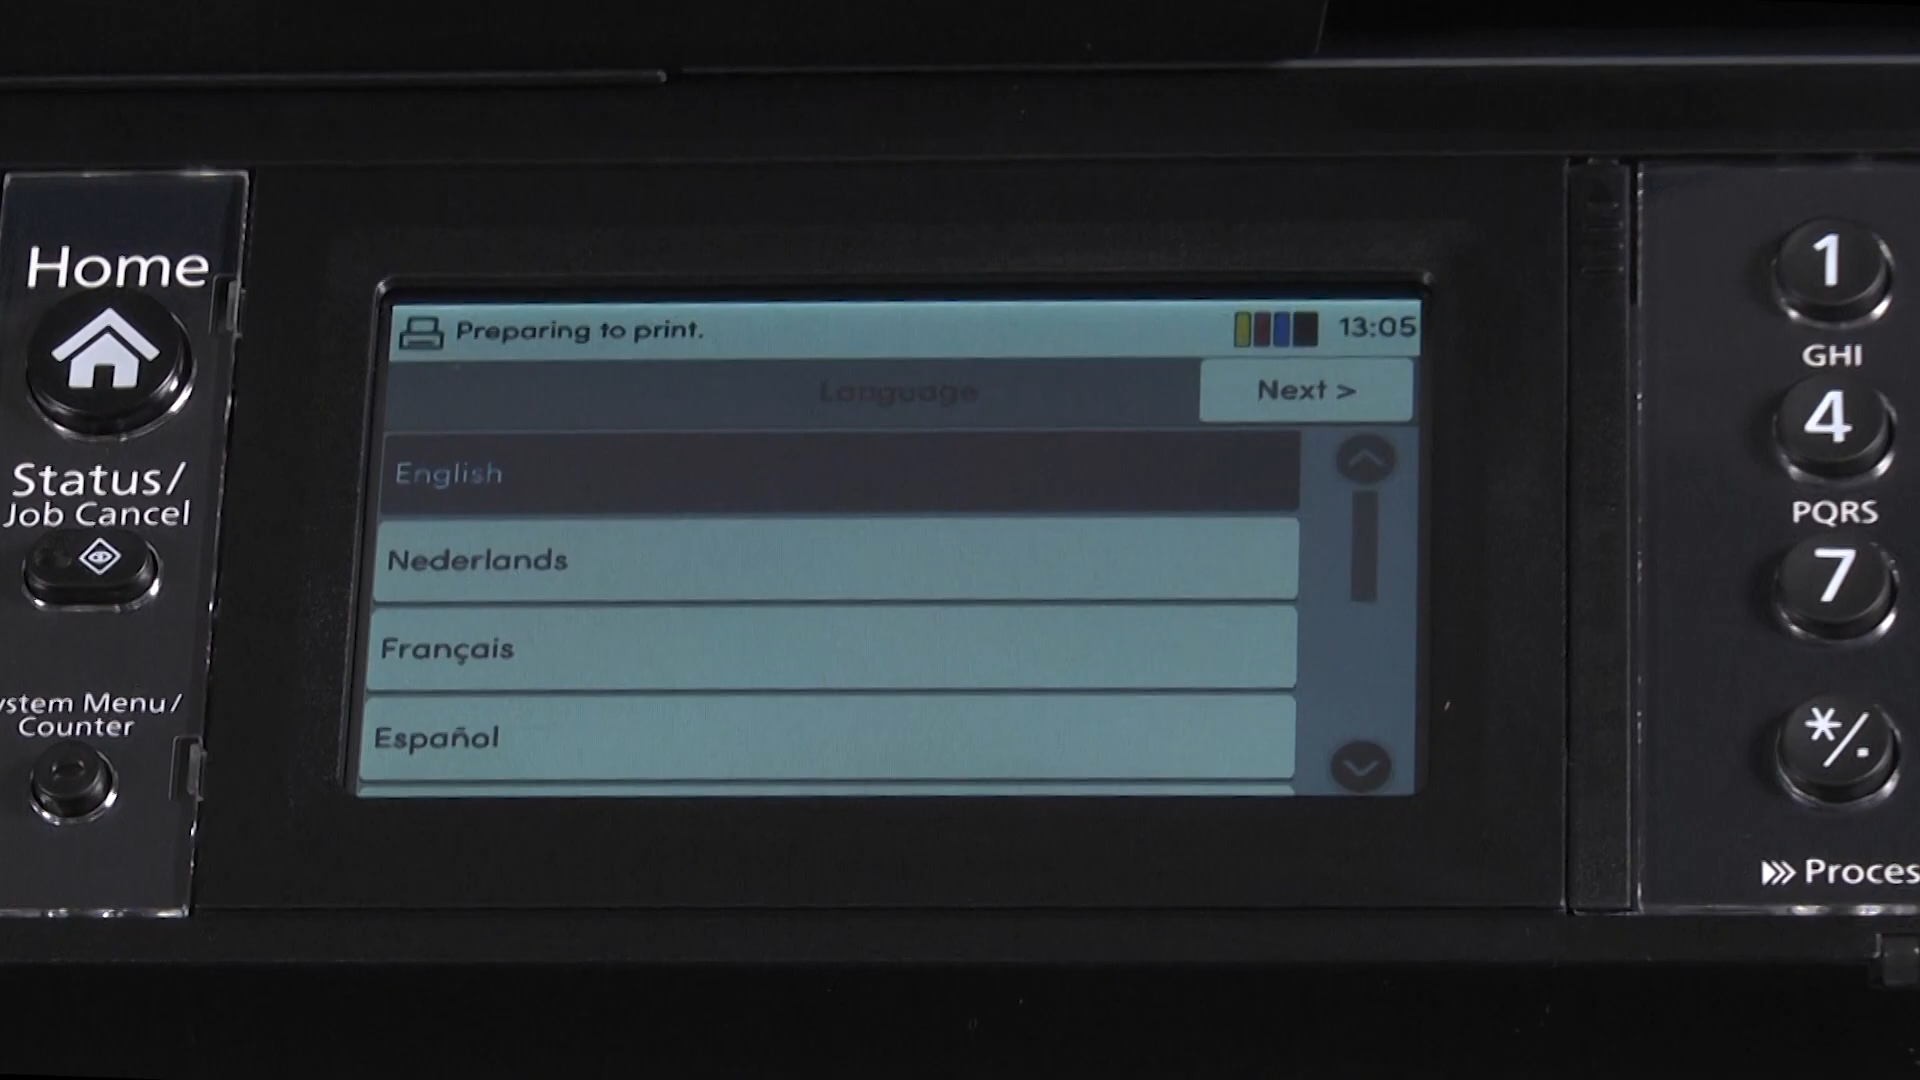 Home
Status/
Job Cancel
ystem Menu/
Counter
Preparing to print.
13:05
Language
Next >
English
Nederlands
Français
Español
1
GHI
4
PQRS
7
*/.
Proces